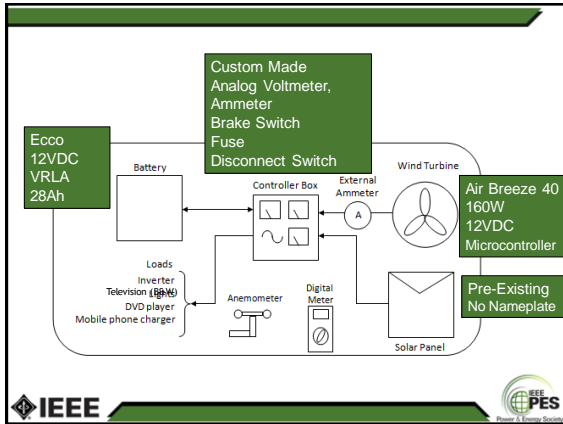 Custom Made
Analog Voltmeter,
Ammeter
Brake Switch
Fuse
Disconnect Switch
Ecco
12VDC
VRLA
28Ah
Battery
Controller Box
External
Ammeter
A
Wind Turbine
Air Breeze 40
160W
12VDC
Microcontroller
Pre-Existing
No Nameplate
Loads
Inverter
Television (B&W)
Lights
DVD player
Mobile phone charger
Anemometer
Digital
Meter
Solar Panel
IEEE
IEEE
PES
Power & Energy Society